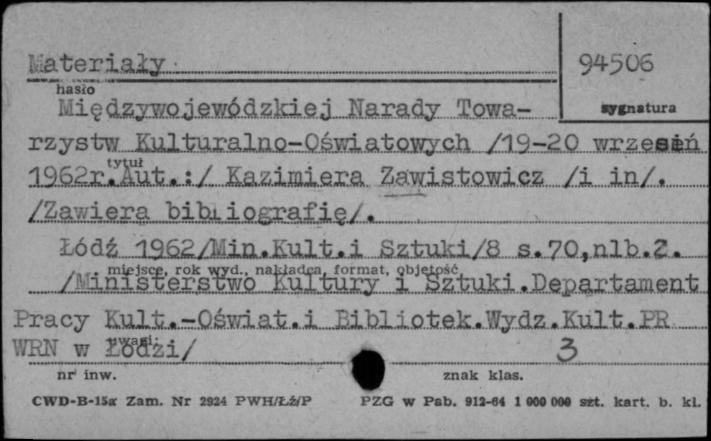 Materiały
94506
hasło
sygnatura
Międzywojewódzkiej Narady Towa-
rzystw Kulturalno-Oświatowych /19-20 wrzesień
tytuł
1962r.Aut.:/ Kazimiera Zawistowicz /i in/.
/Zawiera bibliografię/.
Łódź 1962/Min.Kult.i Sztuki/8 s.70,nlb.2.
miejsce, rok wyd., nakładca, format, objętość
/Ministerstwo Kultury i Sztuki.Departament
Pracy Kult.-Oświat.i Bibliotek.Wydz.Kult.PR
uwagi:
WRN w Łodzi/
3
nr inw.
znak klas.
CWD-B-15a Zam. Nr 2924 PWH/Łź/P
PZG w Pab. 912-64 1 000 000 szt. kart. b. kl.